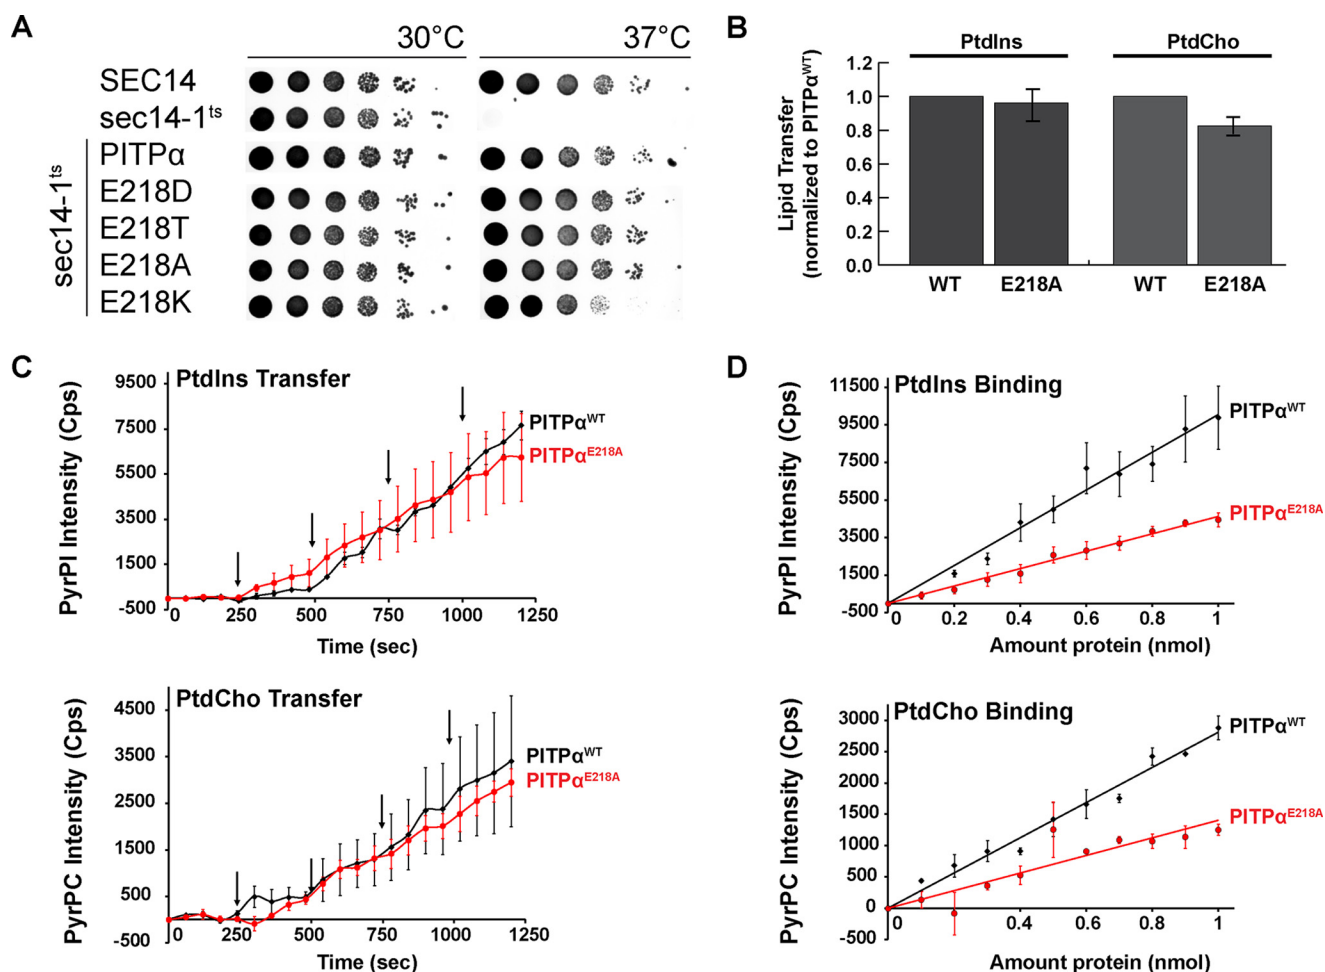 A
30°C
37°C
SEC14
sec14-1ts
sec14-1ts
PITPα
E218D
E218T
E218A
E218K
B
PtdIns
PtdCho
Lipid Transfer
(normalized to PITPαWT)
1.2
1.0
0.8
0.6
0.4
0.2
0.0
WT
E218A
WT
E218A
C
PtdIns Transfer
PyrPI Intensity (Cps)
9500
7500
5500
3500
1500
-500
PITPαWT
PITPαE218A
0
250
500
750
1000
1250
Time (sec)
PtdCho Transfer
PyrPC Intensity (Cps)
4500
3500
2500
1500
500
-500
PITPαWT
PITPαE218A
0
250
500
750
1000
1250
Time (sec)
D
PtdIns Binding
PyrPI Intensity (Cps)
11500
9500
7500
5500
3500
1500
-500
PITPαWT
PITPαE218A
0
0.2
0.4
0.6
0.8
1
Amount protein (nmol)
PtdCho Binding
PyrPC Intensity (Cps)
3000
2500
2000
1500
1000
500
0
-500
PITPαWT
PITPαE218A
0
0.2
0.4
0.6
0.8
1
Amount protein (nmol)